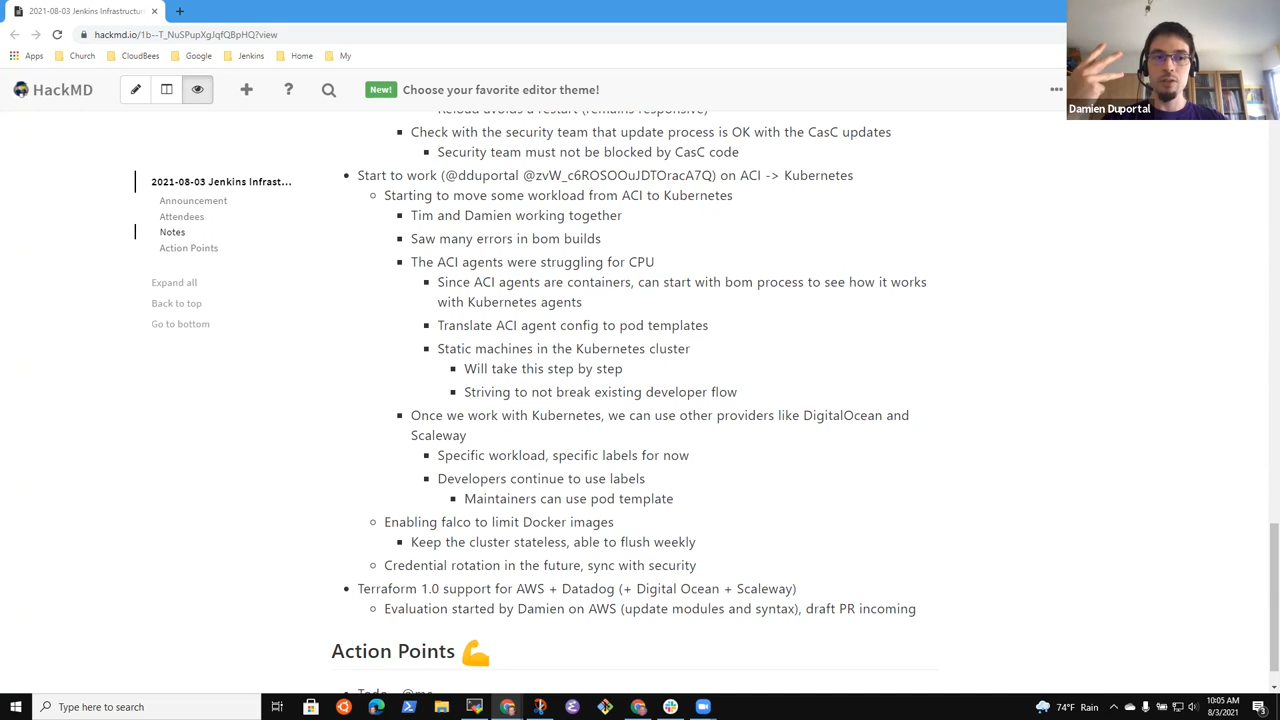 2021-08-03 Jenkins Infrastructur
hackmd.io/1b--T_NuSPupXgJqfQBpHQ?view
Apps Church CloudBees Google Jenkins Home My
HackMD New! Choose your favorite editor theme!
Damien Duportal
Reload avoids a restart (remains responsive)
Check with the security team that update process is OK with the CasC updates
Security team must not be blocked by CasC code
2021-08-03 Jenkins Infrast...
Announcement
Attendees
Notes
Action Points
Expand all
Back to top
Go to bottom
Start to work (@dduportal @zvW_c6ROSOOuJDTOracA7Q) on ACI -> Kubernetes
Starting to move some workload from ACI to Kubernetes
Tim and Damien working together
Saw many errors in bom builds
The ACI agents were struggling for CPU
Since ACI agents are containers, can start with bom process to see how it works
with Kubernetes agents
Translate ACI agent config to pod templates
Static machines in the Kubernetes cluster
Will take this step by step
Striving to not break existing developer flow
Once we work with Kubernetes, we can use other providers like DigitalOcean and
Scaleway
Specific workload, specific labels for now
Developers continue to use labels
Maintainers can use pod template
Enabling falco to limit Docker images
Keep the cluster stateless, able to flush weekly
Credential rotation in the future, sync with security
Terraform 1.0 support for AWS + Datadog (+ Digital Ocean + Scaleway)
Evaluation started by Damien on AWS (update modules and syntax), draft PR incoming
Action Points 💪
Type here to search
74°F Rain
10:05 AM
8/3/2021
3